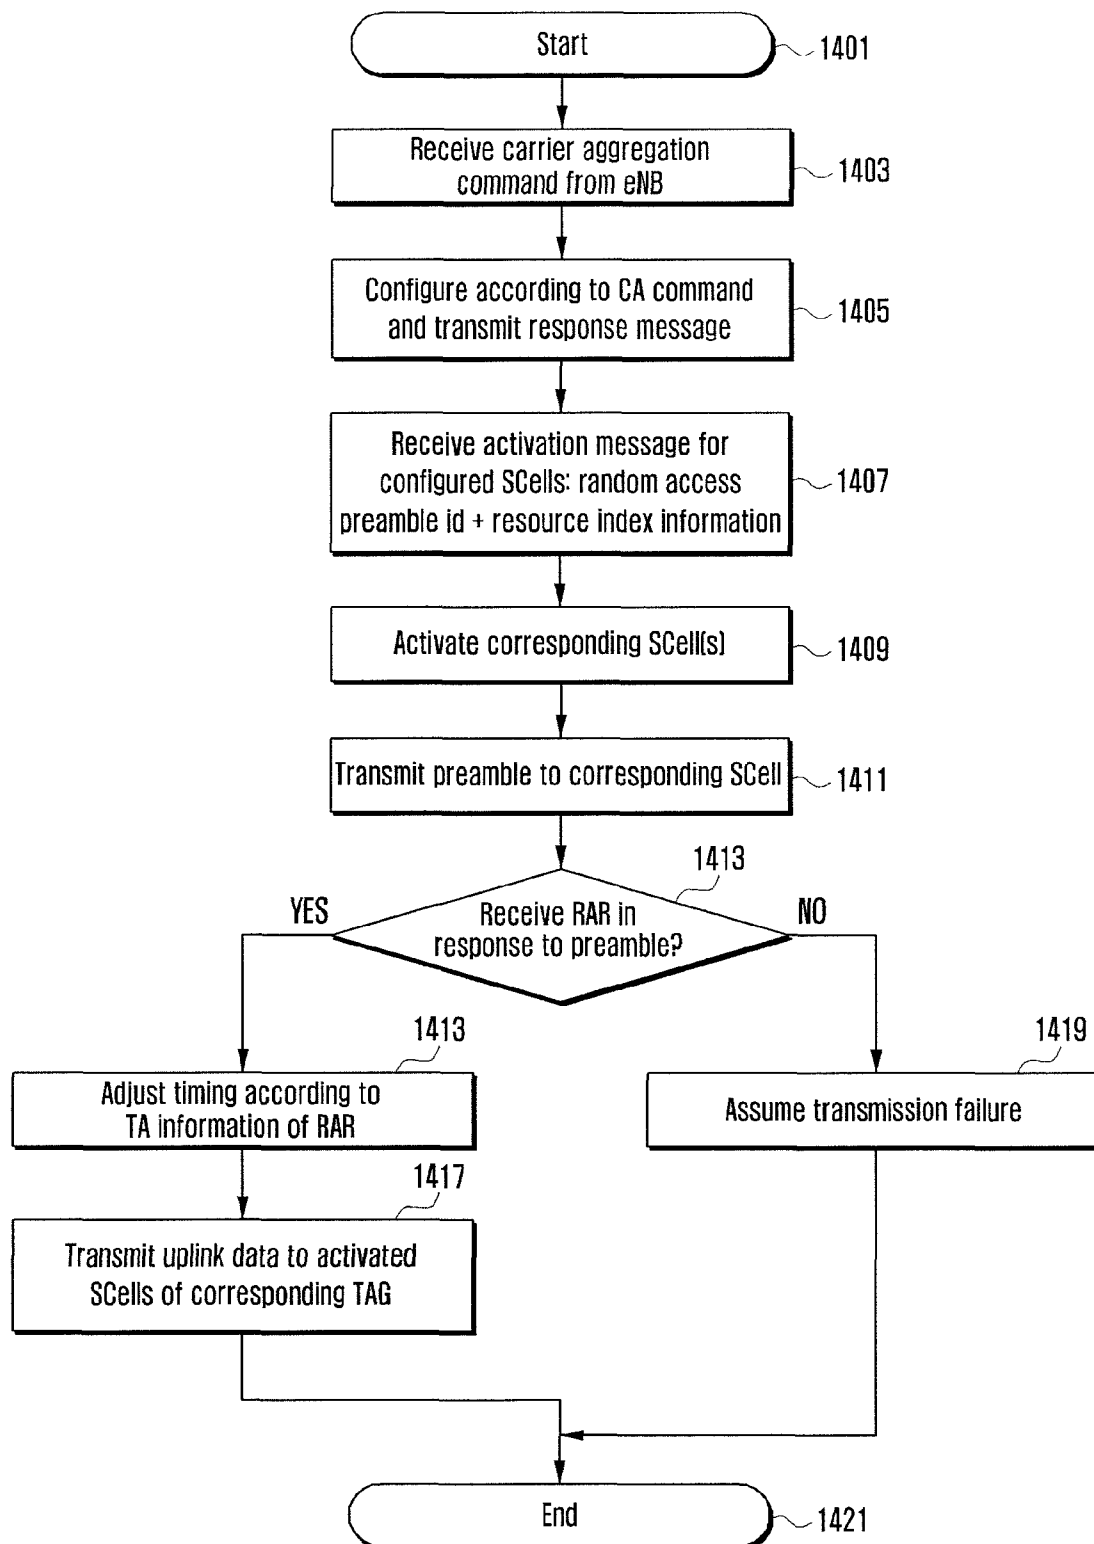 Start
1401
Receive carrier aggregation
command from eNB
1403
Configure according to CA command
and transmit response message
1405
Receive activation message for
configured SCells: random access
preamble id + resource index information
1407
Activate corresponding SCell(s)
1409
Transmit preamble to corresponding SCell
1411
1413
YES
Receive RAR in
response to preamble?
NO
1413
Adjust timing according to
TA information of RAR
1419
Assume transmission failure
1417
Transmit uplink data to activated
SCells of corresponding TAG
End
1421